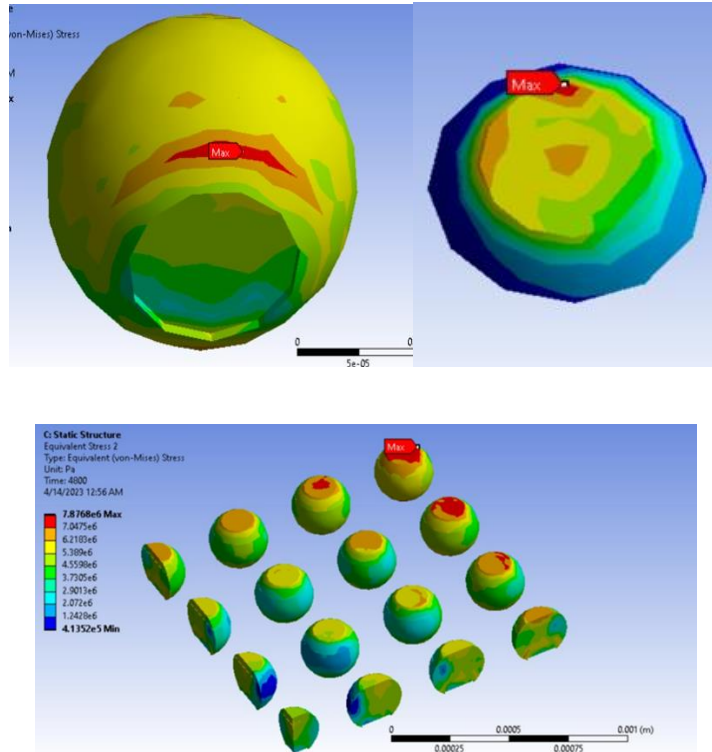 von-Mises) Stress
Max
0
5e-05
Max
C: Static Structure
Equivalent Stress 2
Type: Equivalent (von-Mises) Stress
Unit: Pa
Time: 4800
4/14/2023 12:56 AM
7.8768e6 Max
7.0475e6
6.2183e6
5.389e6
4.5598e6
3.7305e6
2.9013e6
2.072e6
1.2428e6
4.1352e5 Min
Max
0
0.0005
0.001 (m)
0.00025
0.00075